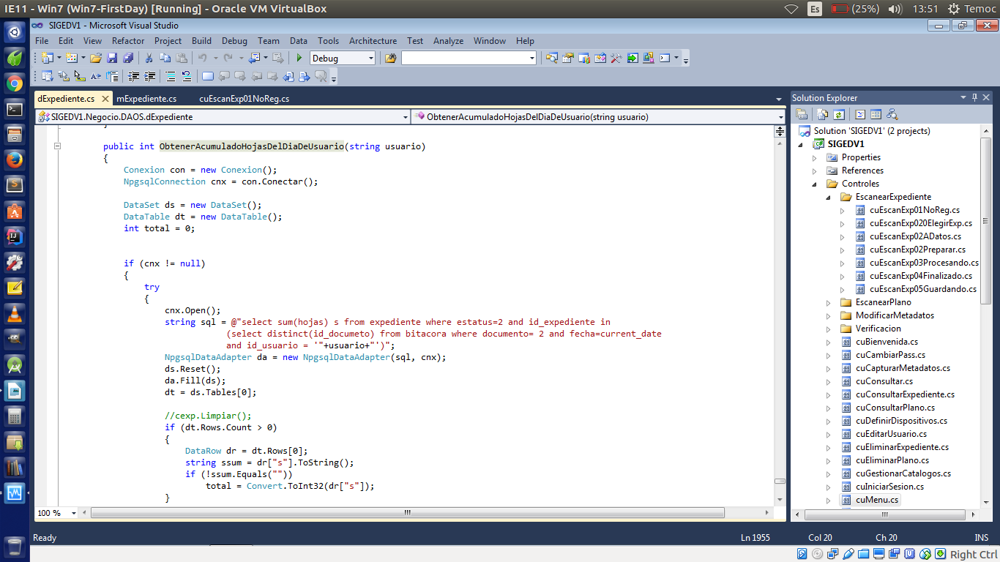 IE11 - Win7 (Win7-FirstDay) [Running] - Oracle VM VirtualBox
Es
(25%)
13:51
Temoc
SIGEDV1 - Microsoft Visual Studio
File Edit View Refactor Project Build Debug Team Data Tools Architecture Test Analyze Window Help
Debug
dExpediente.cs
mExpediente.cs
cuEscanExp01NoReg.cs
SIGEDV1.Negocio.DAOS.dExpediente
ObtenerAcumuladoHojasDelDiaDeUsuario(string usuario)
}
public int ObtenerAcumuladoHojasDelDiaDeUsuario(string usuario)
{
Conexion con = new Conexion();
NpgsqlConnection cnx = con.Conectar();
DataSet ds = new DataSet();
DataTable dt = new DataTable();
int total = 0;
if (cnx != null)
{
try
{
cnx.Open();
string sql = @"select sum(hojas) s from expediente where estatus=2 and id_expediente in
(select distinct(id_documeto) from bitacora where documento= 2 and fecha=current_date
and id_usuario = '"+usuario+"')";
NpgsqlDataAdapter da = new NpgsqlDataAdapter(sql, cnx);
ds.Reset();
da.Fill(ds);
dt = ds.Tables[0];
//cexp.Limpiar();
if (dt.Rows.Count > 0)
{
DataRow dr = dt.Rows[0];
string ssum = dr["s"].ToString();
if (!ssum.Equals(""))
total = Convert.ToInt32(dr["s"]);
}
100 %
Solution Explorer
Solution 'SIGEDV1' (2 projects)
SIGEDV1
Properties
References
Controles
EscanearExpediente
cuEscanExp01NoReg.cs
cuEscanExp020ElegirExp.cs
cuEscanExp02ADatos.cs
cuEscanExp02Preparar.cs
cuEscanExp03Procesando.cs
cuEscanExp04Finalizado.cs
cuEscanExp05Guardando.cs
EscanearPlano
ModificarMetadatos
Verificacion
cuBienvenida.cs
cuCambiarPass.cs
cuCapturarMetadatos.cs
cuConsultar.cs
cuConsultarExpediente.cs
cuConsultarPlano.cs
cuDefinirDispositivos.cs
cuEditarUsuario.cs
cuEliminarExpediente.cs
cuEliminarPlano.cs
cuGestionarCatalogos.cs
cuIniciarSesion.cs
cuMenu.cs
Ready
Ln 1955
Col 20
Ch 20
INS
Right Ctrl